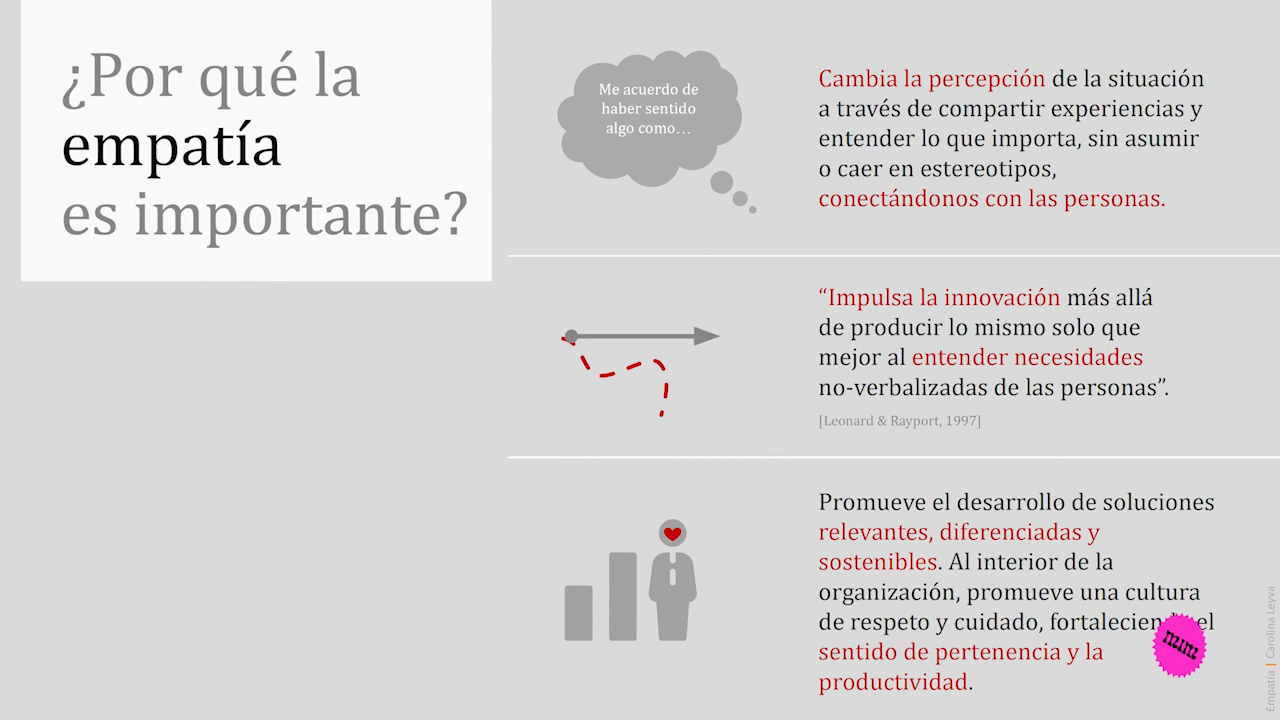 ¿Por qué la
empatía
es importante?
Me acuerdo de
haber sentido
algo como…
Cambia la percepción de la situación
a través de compartir experiencias y
entender lo que importa, sin asumir
o caer en estereotipos,
conectándonos con las personas.
“Impulsa la innovación más allá
de producir lo mismo solo que
mejor al entender necesidades
no-verbalizadas de las personas”.
[Leonard & Rayport, 1997]
Promueve el desarrollo de soluciones
relevantes, diferenciadas y
sostenibles. Al interior de la
organización, promueve una cultura
de respeto y cuidado, fortaleciendo el
sentido de pertenencia y la
productividad.
Empatía | Carolina Leyva